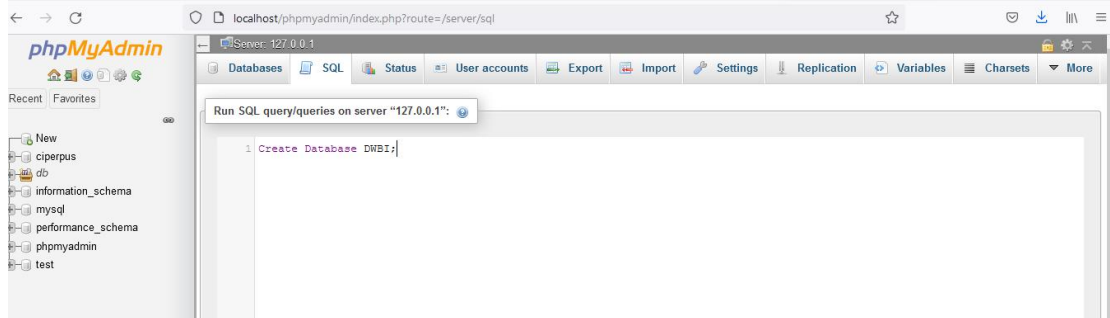 localhost/phpmyadmin/index.php?route=/server/sql
phpMyAdmin
Recent Favorites
New
ciperpus
db
information_schema
mysql
performance_schema
phpmyadmin
test
Server: 127.0.0.1
Databases SQL Status User accounts Export Import Settings Replication Variables Charsets More
Run SQL query/queries on server “127.0.0.1”:
1 Create Database DWBI;